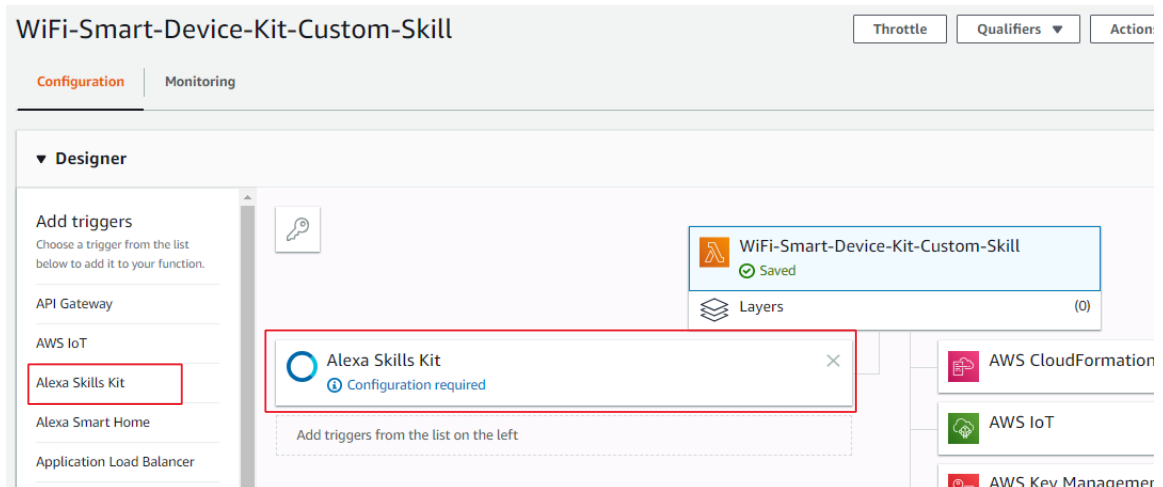 WiFi-Smart-Device-Kit-Custom-Skill
Throttle
Qualifiers
Configuration
Monitoring
Designer
Add triggers
Choose a trigger from the list
below to add it to your function.
API Gateway
AWS IoT
Alexa Skills Kit
Alexa Smart Home
Application Load Balancer
WiFi-Smart-Device-Kit-Custom-Skill
Saved
Layers (0)
Alexa Skills Kit
Configuration required
Add triggers from the list on the left
AWS CloudFormation
AWS IoT
AWS Key